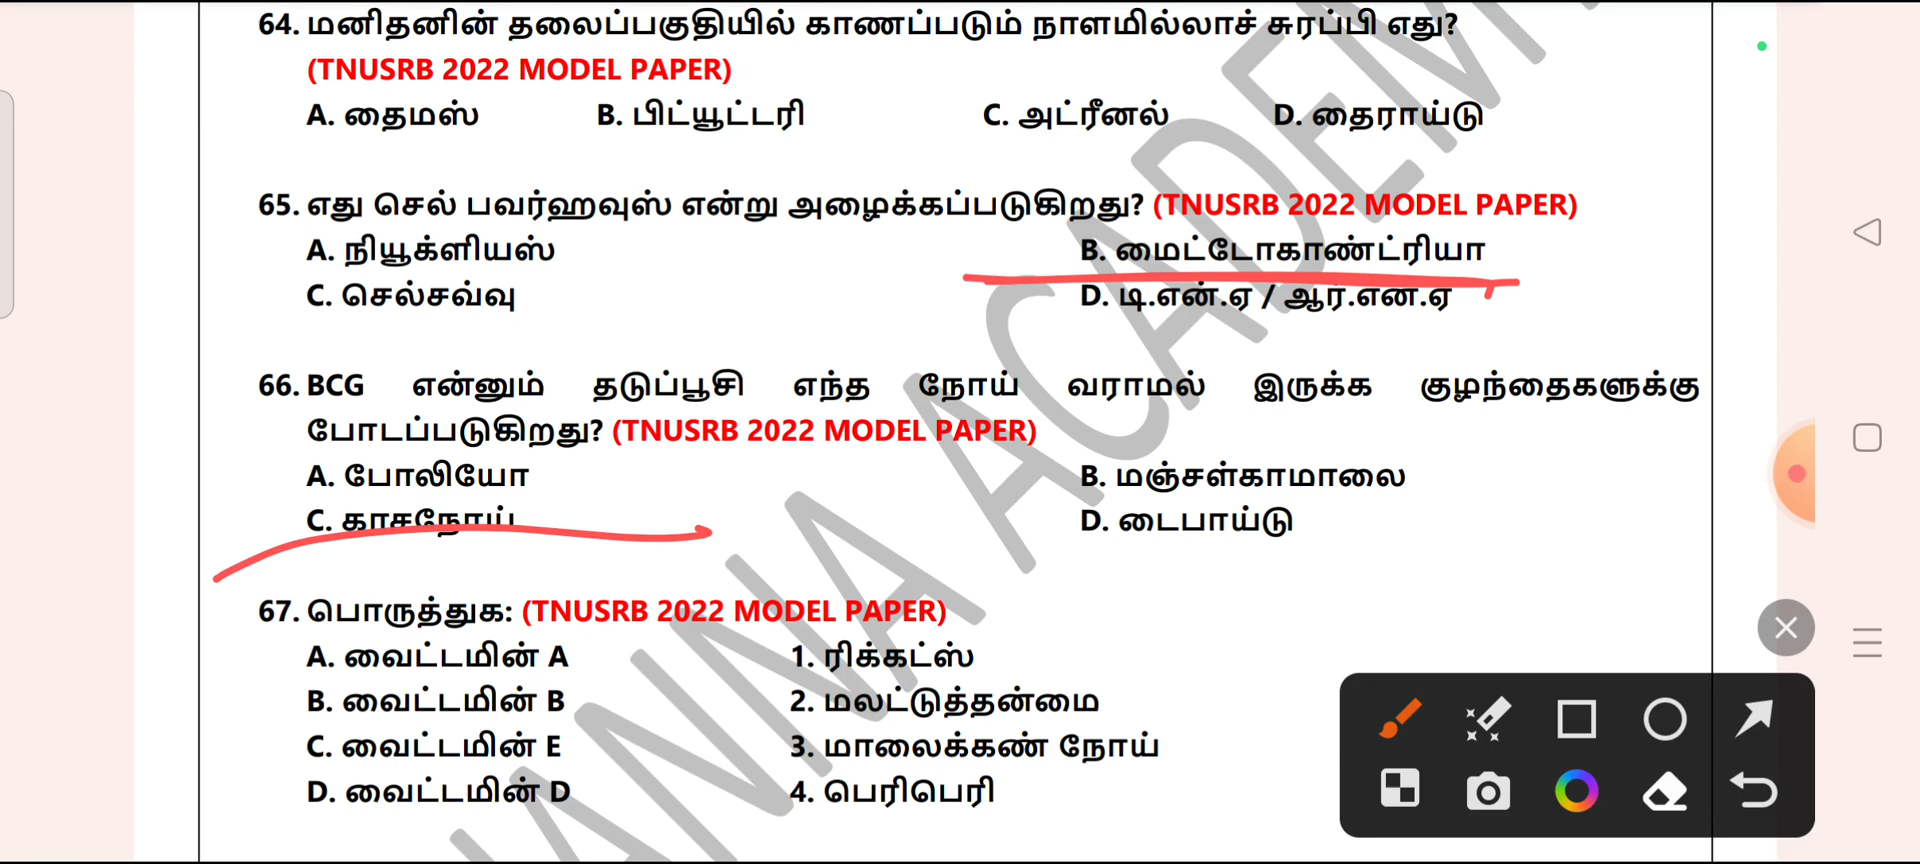 64. மனிதனின் தலைப்பகுதியில் காணப்படும் நாளமில்லாச் சுரப்பி எது?
(TNUSRB 2022 MODEL PAPER)
A. தைமஸ் B. பிட்யூட்டரி C. அட்ரீனல் D. தைராய்டு
65. எது செல் பவர்ஹவுஸ் என்று அழைக்கப்படுகிறது? (TNUSRB 2022 MODEL PAPER)
A. நியூக்ளியஸ் B. மைட்டோகாண்ட்ரியா
C. செல்சவ்வு D. டி.என்.ஏ / ஆர்.என்.ஏ
66. BCG என்னும் தடுப்பூசி எந்த நோய் வராமல் இருக்க குழந்தைகளுக்கு
போடப்படுகிறது? (TNUSRB 2022 MODEL PAPER)
A. போலியோ B. மஞ்சள்காமாலை
C. காசநோய் D. டைபாய்டு
67. பொருத்துக: (TNUSRB 2022 MODEL PAPER)
A. வைட்டமின் A 1. ரிக்கட்ஸ்
B. வைட்டமின் B 2. மலட்டுத்தன்மை
C. வைட்டமின் E 3. மாலைக்கண் நோய்
D. வைட்டமின் D 4. பெரிபெரி
ANNA ACADEM